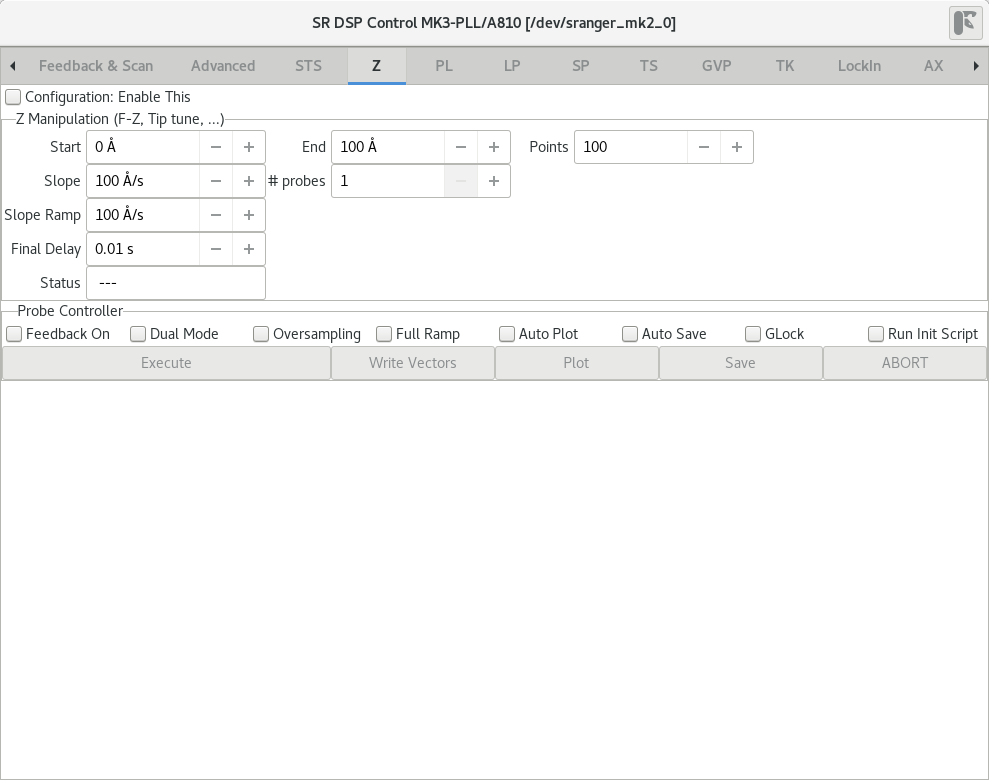 SR DSP Control MK3-PLL/A810 [/dev/sranger_mk2_0]
Feedback & Scan Advanced STS Z PL LP SP TS GVP TK LockIn AX
Configuration: Enable This
Z Manipulation (F-Z, Tip tune, ...)
Start 0 Å End 100 Å Points 100
Slope 100 Å/s # probes 1
Slope Ramp 100 Å/s
Final Delay 0.01 s
Status ---
Probe Controller
Feedback On Dual Mode Oversampling Full Ramp Auto Plot Auto Save GLock Run Init Script
Execute Write Vectors Plot Save ABORT